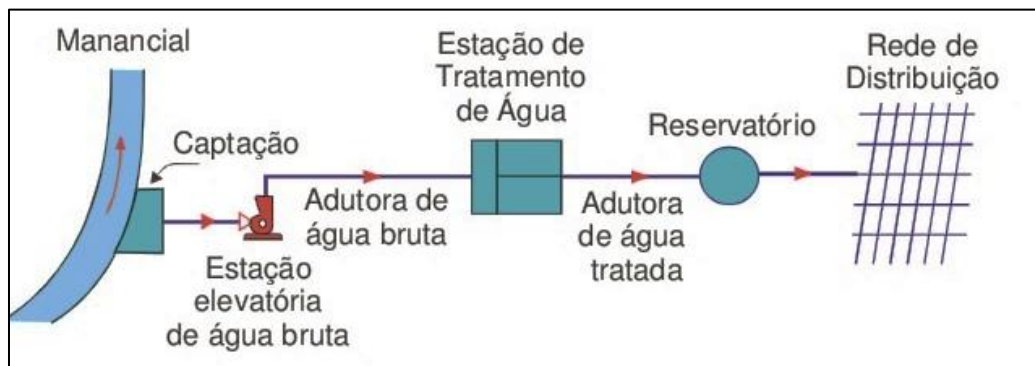 Manancial
Captação
Estação
elevatória
de água bruta
Adutora de
água bruta
Estação de
Tratamento
de Água
Adutora
de água
tratada
Reservatório
Rede de
Distribuição